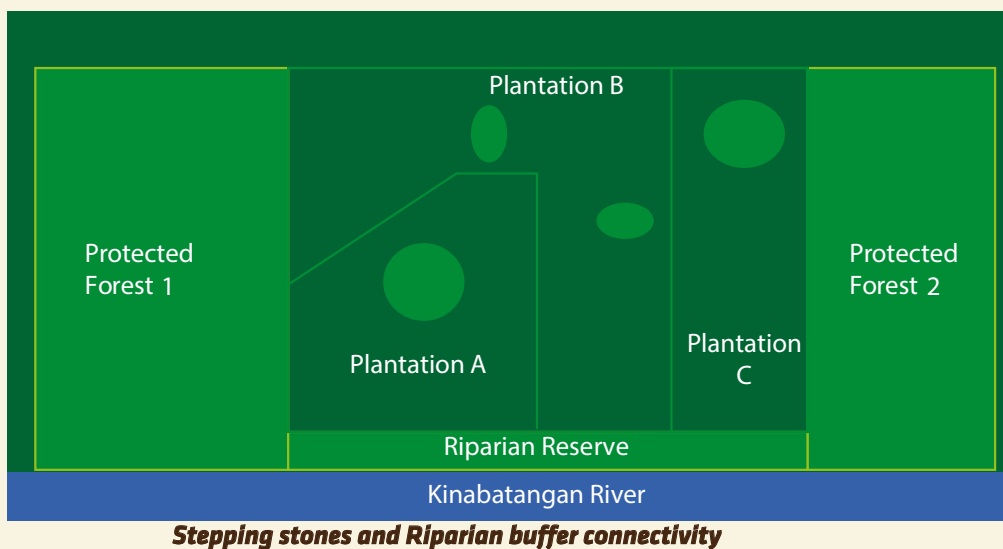 Plantation B
Protected
Forest 1
Protected
Forest 2
Plantation A
Plantation
C
Riparian Reserve
Kinabatangan River
Stepping stones and Riparian buffer connectivity